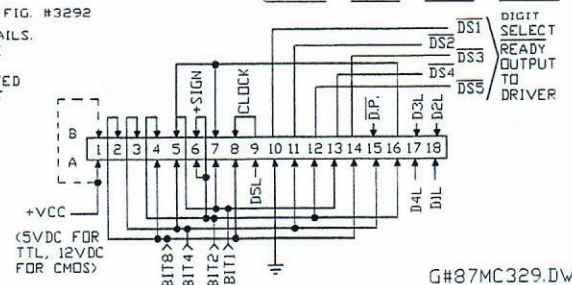 FIG. #3292
AILS.
ED
+SIGN
CLOCK
D.P.
D3L
D2L
DS1
DS2
DS3
DS4
DS5
DIGIT
SELECT
READY
OUTPUT
TO
DRIVER
B
A
1 2 3 4 5 6 7 8 9 10 11 12 13 14 15 16 17 18
D5L
D4L
D1L
+VCC
(5VDC FOR
TTL, 12VDC
FOR CMOS)
BIT8
BIT4
BIT2
BIT1
G#87MC329.DW